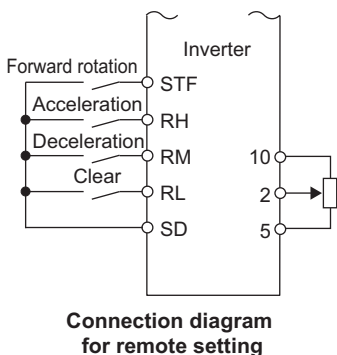 Inverter
Forward rotation
STF
Acceleration
RH
Deceleration
RM
10
Clear
RL
2
SD
5
Connection diagram
for remote setting